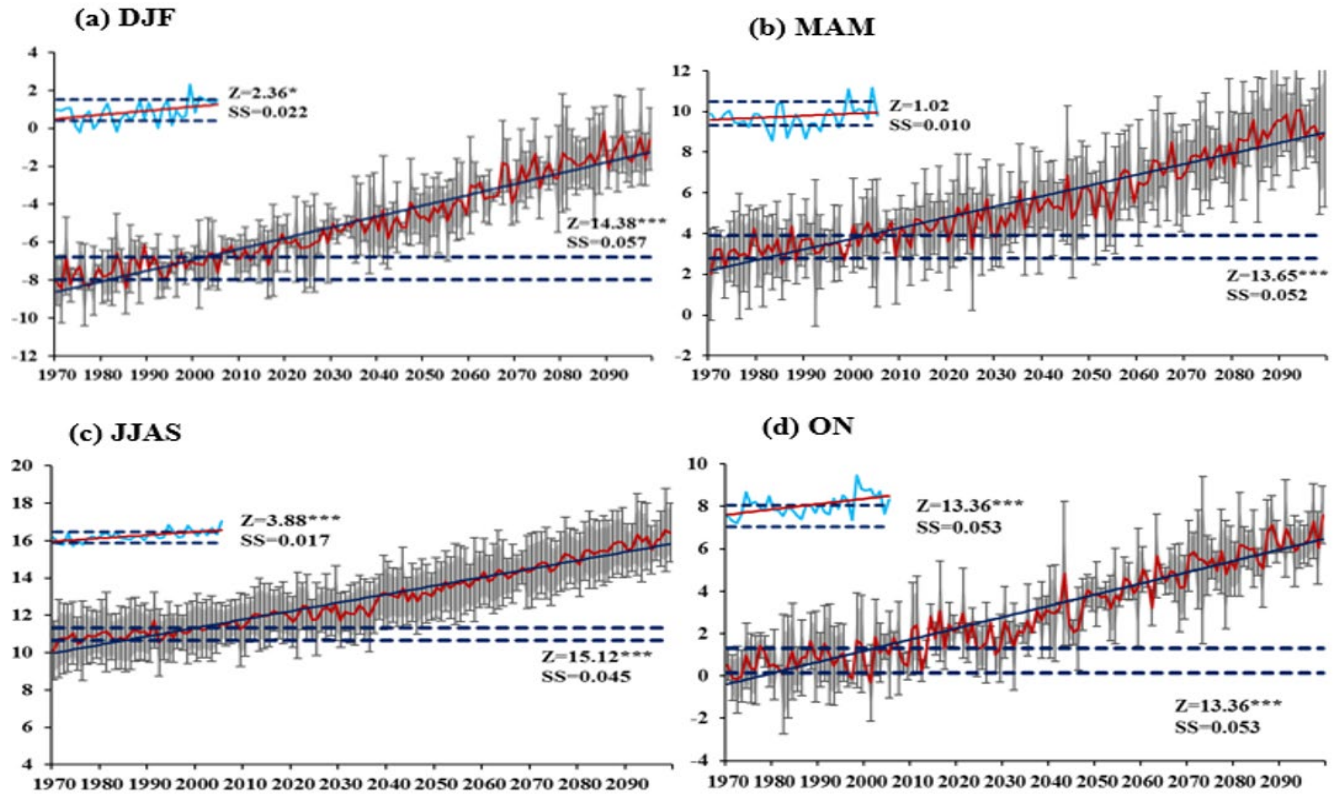 (a) DJF
4
2
0
-2
-4
-6
-8
-10
-12
Z=2.36*
SS=0.022
Z=14.38***
SS=0.057
1970 1980 1990 2000 2010 2020 2030 2040 2050 2060 2070 2080 2090
(b) MAM
12
10
8
6
4
2
0
-2
Z=1.02
SS=0.010
Z=13.65***
SS=0.052
1970 1980 1990 2000 2010 2020 2030 2040 2050 2060 2070 2080 2090
(c) JJAS
20
18
16
14
12
10
8
6
4
Z=3.88***
SS=0.017
Z=15.12***
SS=0.045
1970 1980 1990 2000 2010 2020 2030 2040 2050 2060 2070 2080 2090
(d) ON
10
8
6
4
2
0
-2
-4
Z=13.36***
SS=0.053
Z=13.36***
SS=0.053
1970 1980 1990 2000 2010 2020 2030 2040 2050 2060 2070 2080 2090